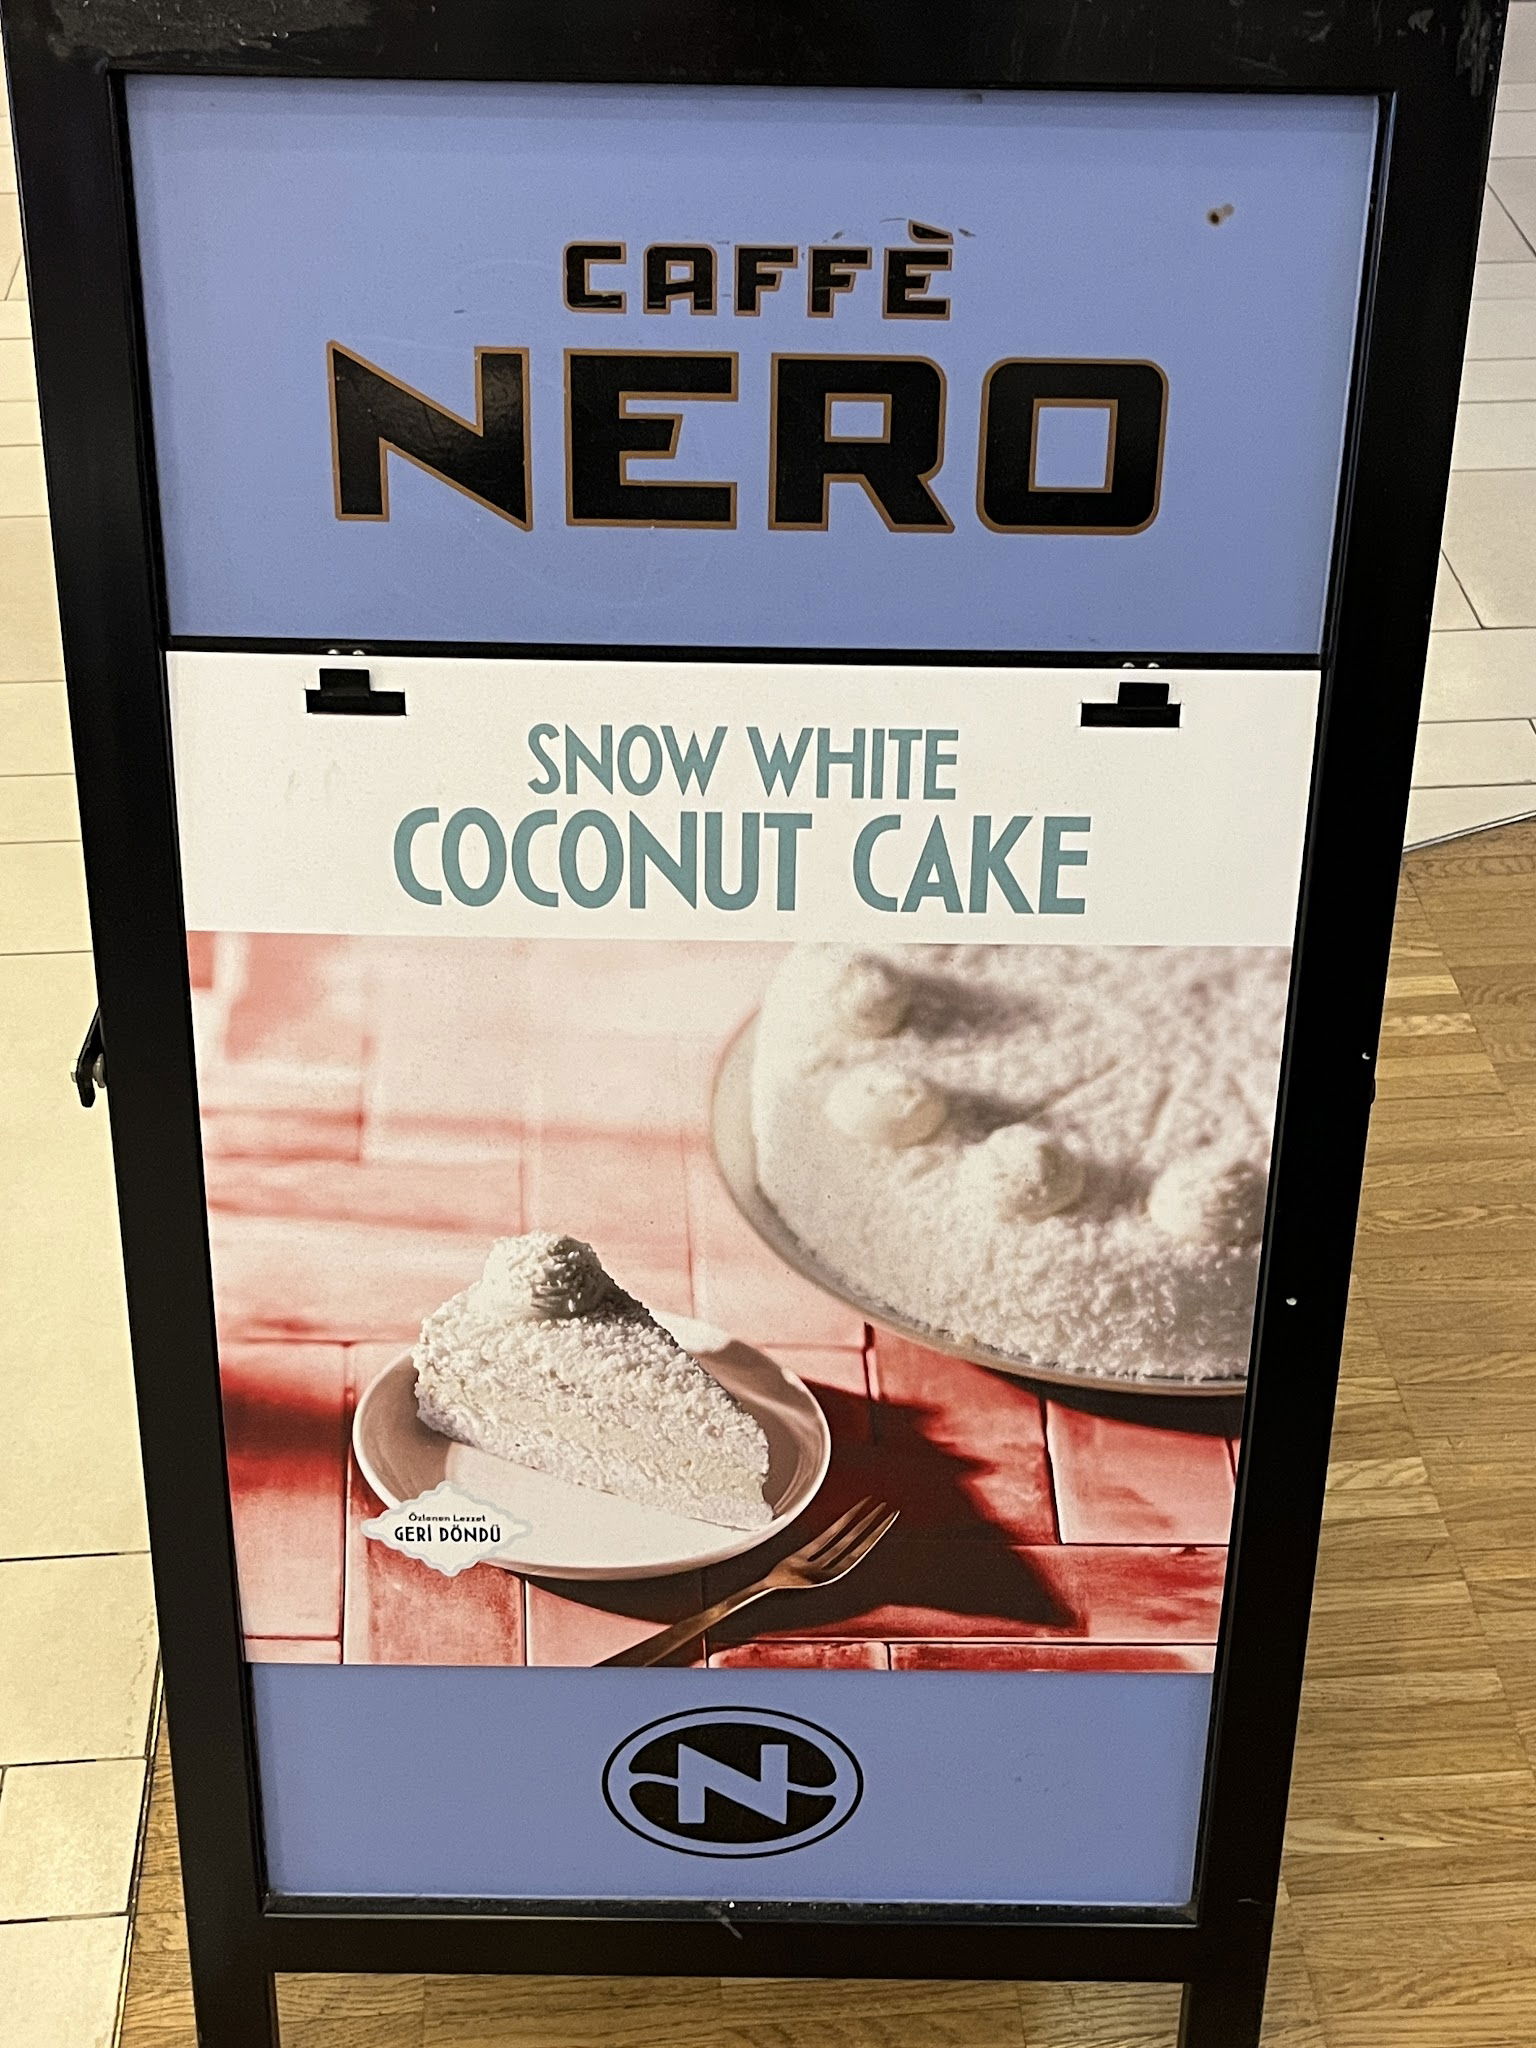 CAFFÈ
NERO
SNOW WHITE
COCONUT CAKE
Özlenen Lezzet
GERİ DÖNDÜ
N